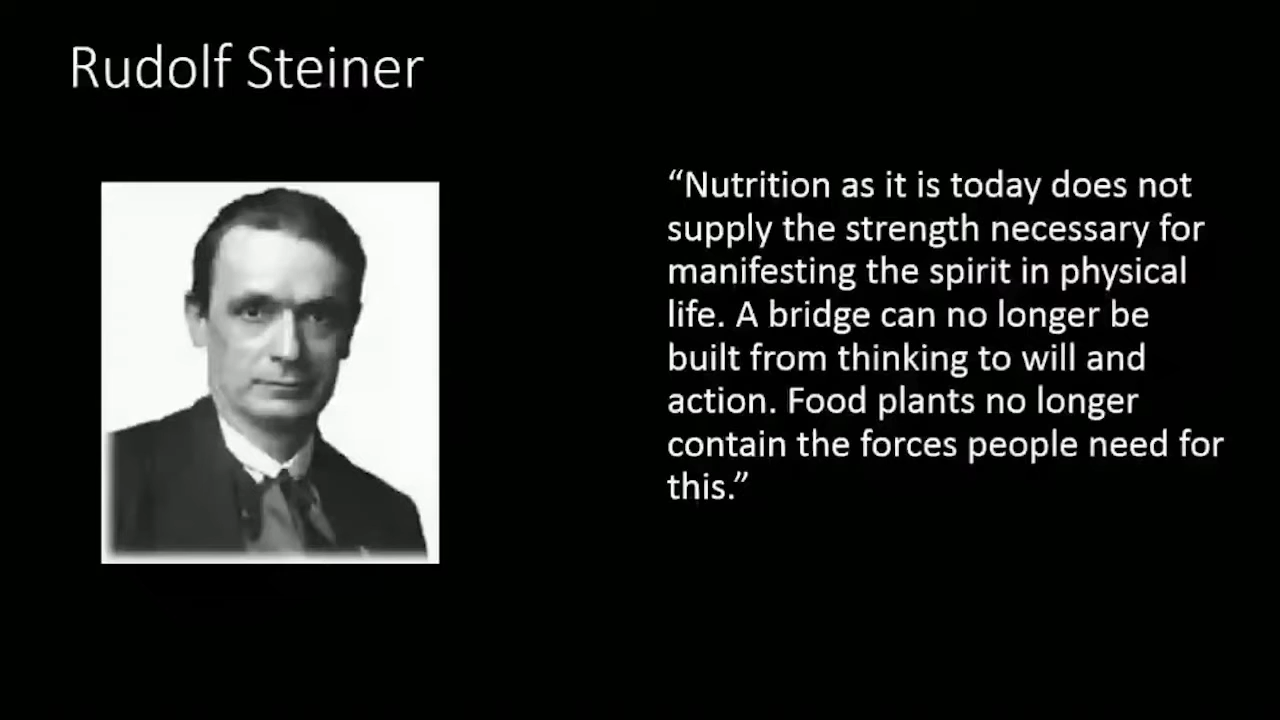 Rudolf Steiner
“Nutrition as it is today does not
supply the strength necessary for
manifesting the spirit in physical
life. A bridge can no longer be
built from thinking to will and
action. Food plants no longer
contain the forces people need for
this.”